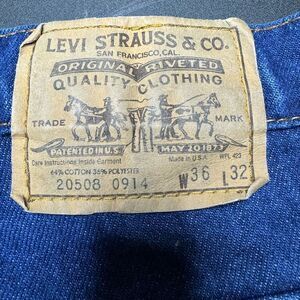 LEVI STRAUSS & CO.
SAN FRANCISCO, CAL.
ORIGINAL RIVETED
QUALITY CLOTHING
TRADE MARK
PATENTED IN U.S. MAY 20 1873
Care Instructions Inside Garment Made in U.S.A. WPL 423
64% COTTON 36% POLYESTER
20508 0914 W 36 L 32